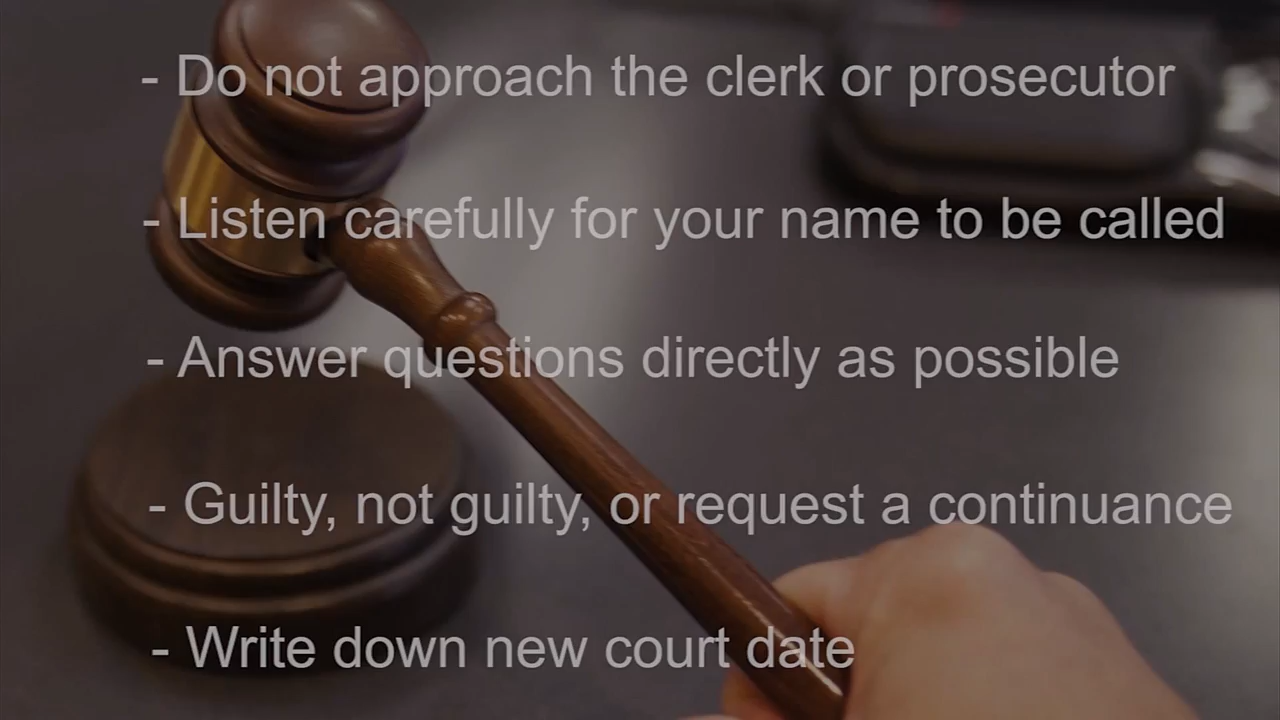 - Do not approach the clerk or prosecutor
- Listen carefully for your name to be called
- Answer questions directly as possible
- Guilty, not guilty, or request a continuance
- Write down new court date